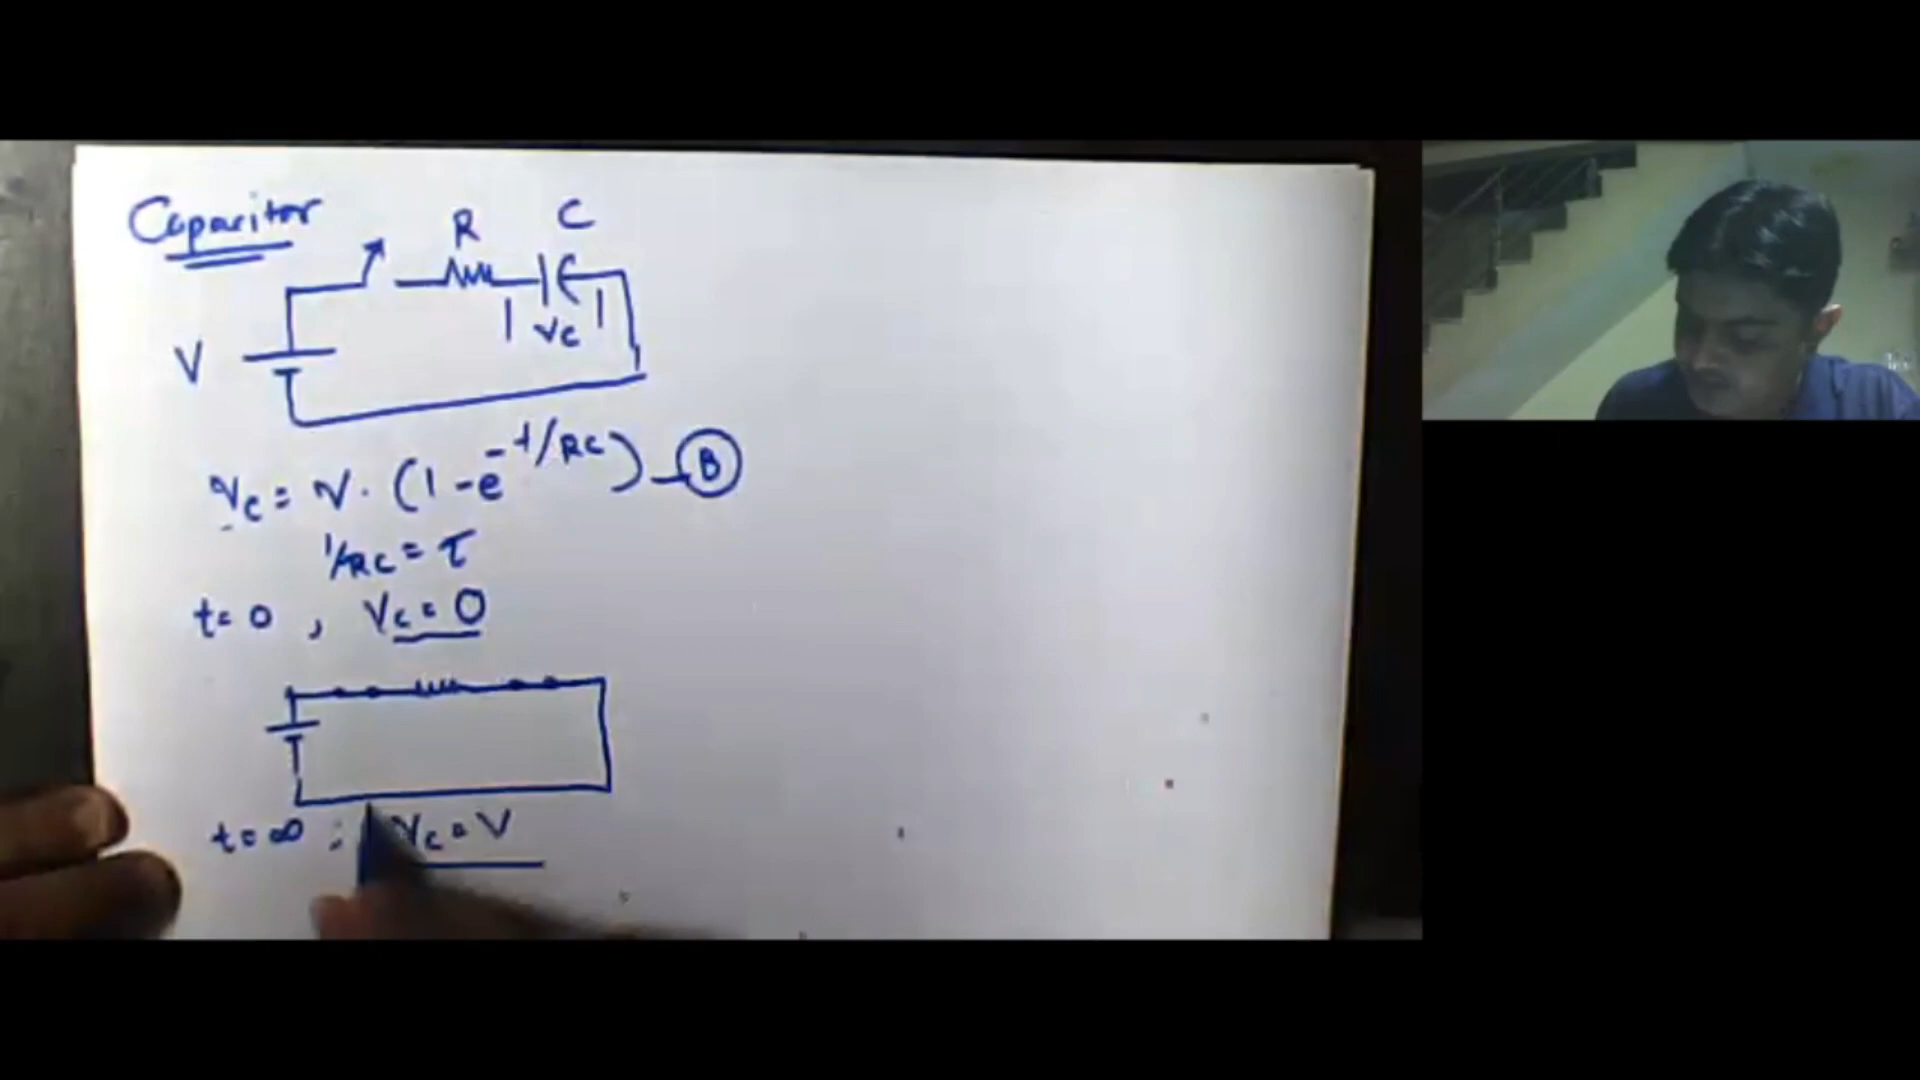 Capacitor
R C
Vc
V
Vc = V · (1 - e^-t/RC) - B
1/RC = τ
t = 0 , Vc = 0
t = ∞ : Vc = V